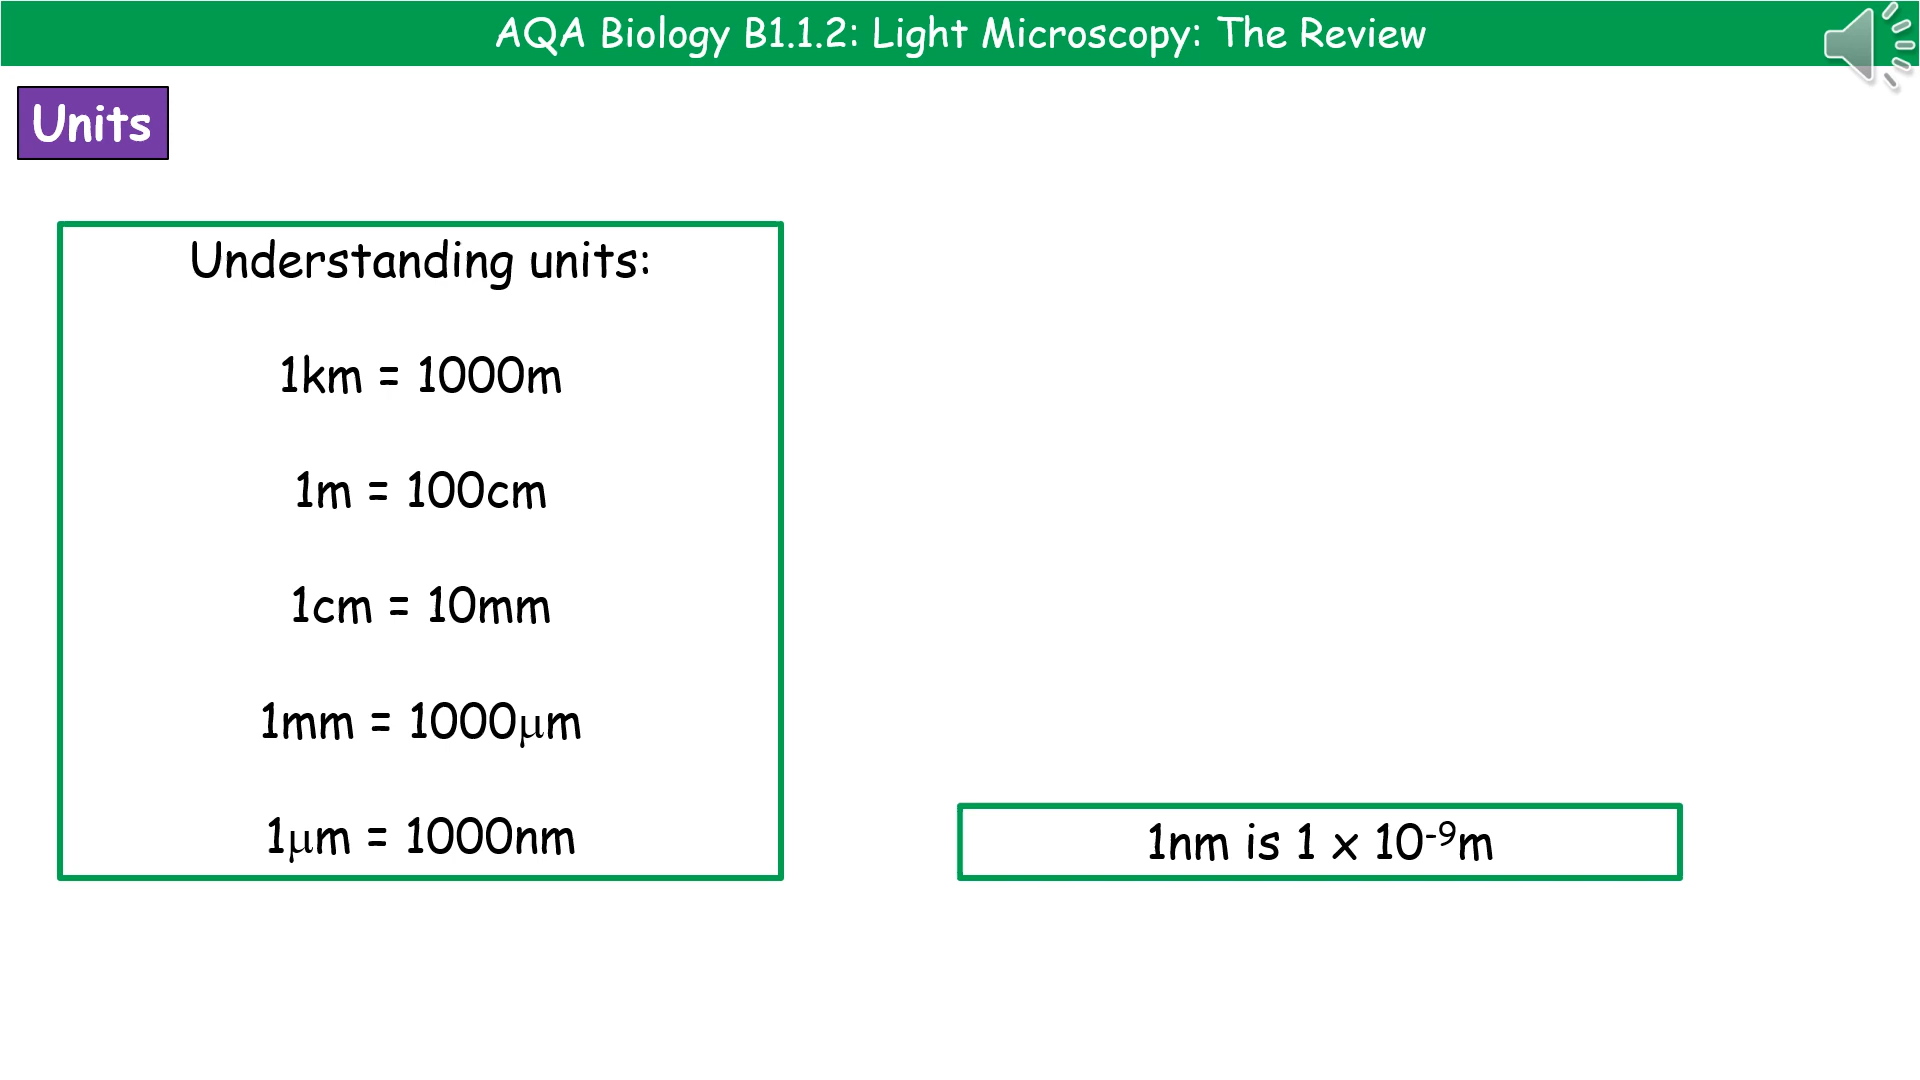 AQA Biology B1.1.2: Light Microscopy: The Review
Units
Understanding units:
1km = 1000m
1m = 100cm
1cm = 10mm
1mm = 1000μm
1μm = 1000nm
1nm is 1 x 10⁻⁹m